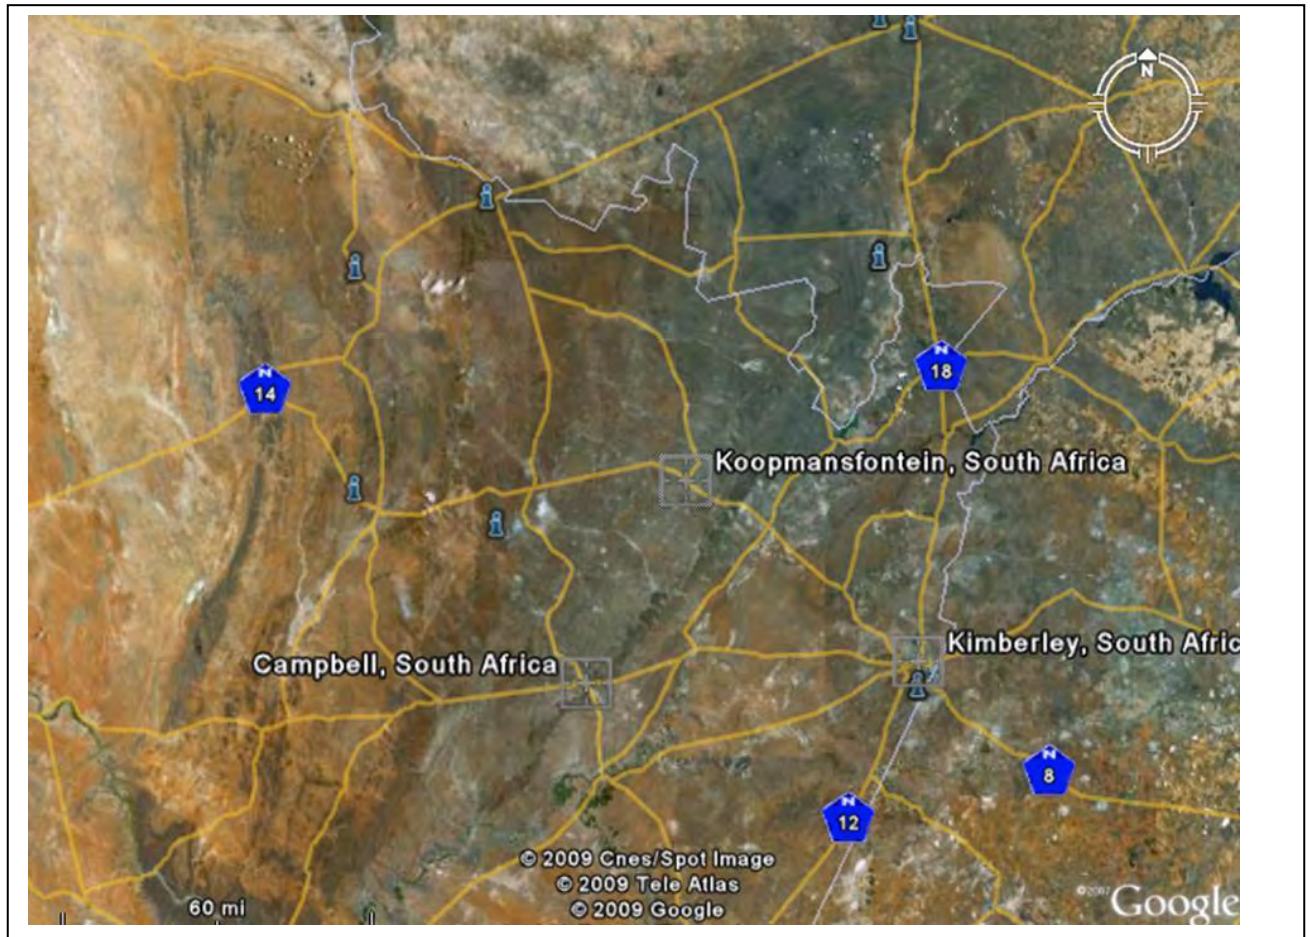 N
N
18
N
14
Koopmansfontein, South Africa
Kimberley, South Afric
Campbell, South Africa
N
8
N
12
© 2009 Cnes/Spot Image
© 2009 Tele Atlas
© 2009 Google
60 mi
©2007 Google